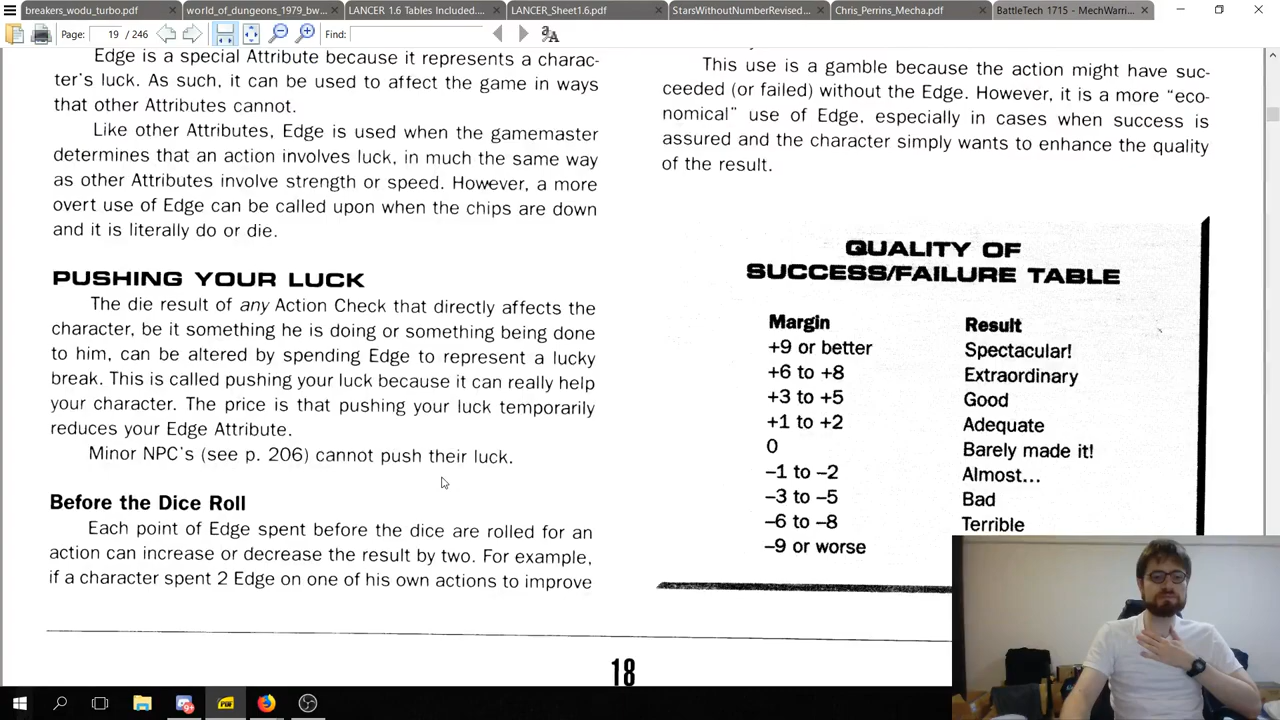 breakers_wodu_turbo.pdf
world_of_dungeons_1979_bw...
LANCER 1.6 Tables Included....
LANCER_Sheet1.6.pdf
StarsWithoutNumberRevised...
Chris_Perrins_Mecha.pdf
BattleTech 1715 - MechWarri...
Page: 19 / 246
Find:
Edge is a special Attribute because it represents a charac-
ter's luck. As such, it can be used to affect the game in ways
that other Attributes cannot.
Like other Attributes, Edge is used when the gamemaster
determines that an action involves luck, in much the same way
as other Attributes involve strength or speed. However, a more
overt use of Edge can be called upon when the chips are down
and it is literally do or die.
PUSHING YOUR LUCK
The die result of any Action Check that directly affects the
character, be it something he is doing or something being done
to him, can be altered by spending Edge to represent a lucky
break. This is called pushing your luck because it can really help
your character. The price is that pushing your luck temporarily
reduces your Edge Attribute.
Minor NPC's (see p. 206) cannot push their luck.
Before the Dice Roll
Each point of Edge spent before the dice are rolled for an
action can increase or decrease the result by two. For example,
if a character spent 2 Edge on one of his own actions to improve
This use is a gamble because the action might have suc-
ceeded (or failed) without the Edge. However, it is a more "eco-
nomical" use of Edge, especially in cases when success is
assured and the character simply wants to enhance the quality
of the result.
QUALITY OF
SUCCESS/FAILURE TABLE
Margin Result
+9 or better Spectacular!
+6 to +8 Extraordinary
+3 to +5 Good
+1 to +2 Adequate
0 Barely made it!
–1 to –2 Almost...
–3 to –5 Bad
–6 to –8 Terrible
–9 or worse
18